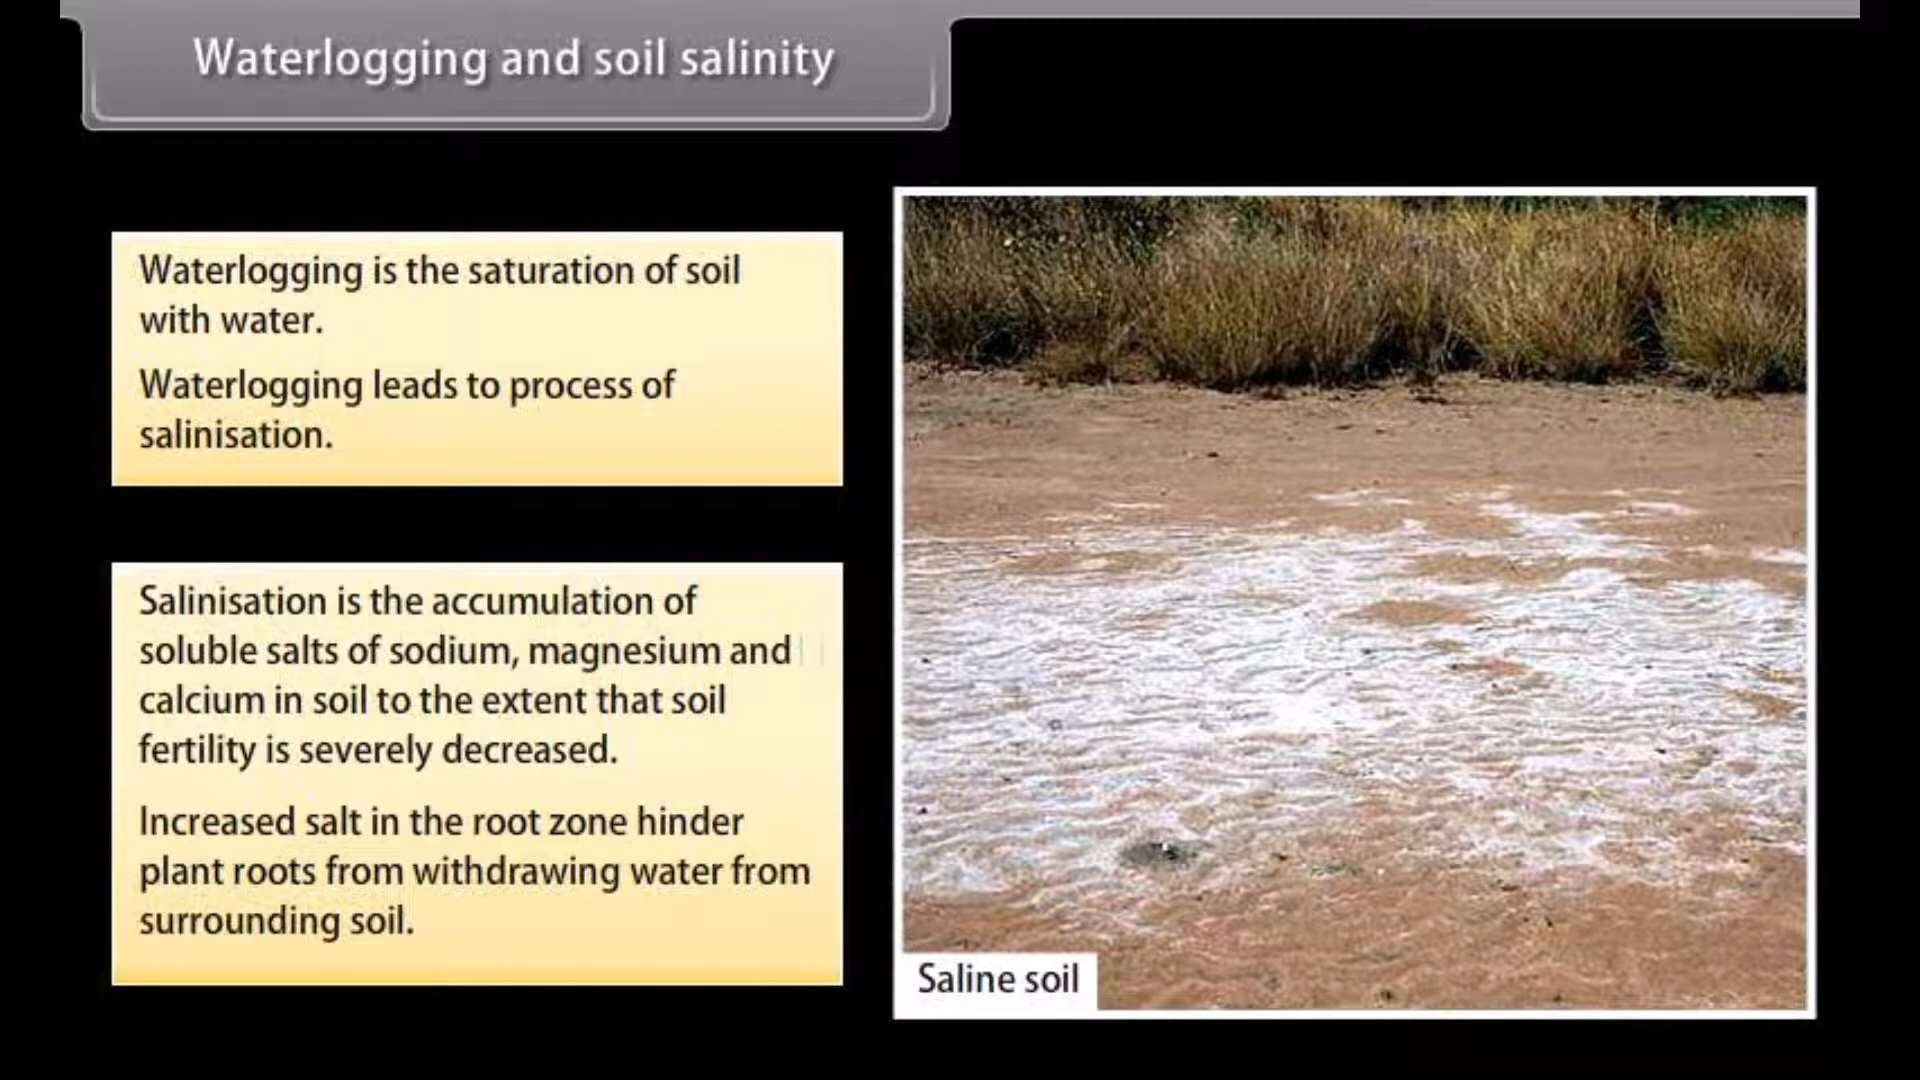 Waterlogging and soil salinity
Waterlogging is the saturation of soil
with water.
Waterlogging leads to process of
salinisation.
Salinisation is the accumulation of
soluble salts of sodium, magnesium and
calcium in soil to the extent that soil
fertility is severely decreased.
Increased salt in the root zone hinder
plant roots from withdrawing water from
surrounding soil.
Saline soil